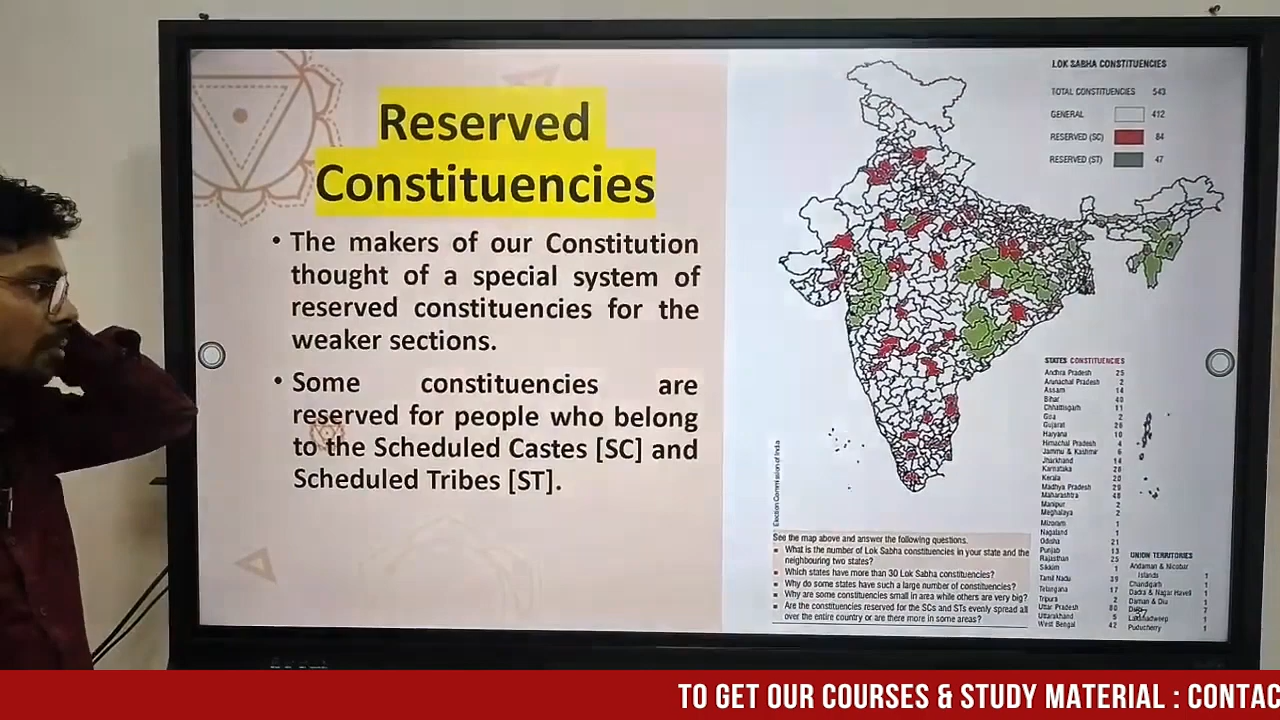 Reserved
Constituencies
• The makers of our Constitution
thought of a special system of
reserved constituencies for the
weaker sections.
• Some constituencies are
reserved for people who belong
to the Scheduled Castes [SC] and
Scheduled Tribes [ST].
LOK SABHA CONSTITUENCIES
TOTAL CONSTITUENCIES 543
GENERAL 412
RESERVED (SC) 84
RESERVED (ST) 47
Election Commission of India
See the map above and answer the following questions.
What is the number of Lok Sabha constituencies in your state and the
neighbouring two states?
Which states have more than 30 Lok Sabha constituencies?
Why do some states have such a large number of constituencies?
Why are some constituencies small in area while others are very big?
Are the constituencies reserved for the SCs and STs evenly spread all
over the entire country or are there more in some areas?
STATES CONSTITUENCIES
Andhra Pradesh 25
Arunachal Pradesh 2
Assam 14
Bihar 40
Chhattisgarh 11
Goa 2
Gujarat 26
Haryana 10
Himachal Pradesh 4
Jammu & Kashmir 6
Jharkhand 14
Karnataka 28
Kerala 20
Madhya Pradesh 29
Maharashtra 48
Manipur 2
Meghalaya 2
Mizoram 1
Nagaland 1
Odisha 21
Punjab 13
Rajasthan 25
Sikkim 1
Tamil Nadu 39
Telangana 17
Tripura 2
Uttar Pradesh 80
Uttarakhand 5
West Bengal 42
UNION TERRITORIES
Andaman & Nicobar
Islands 1
Chandigarh 1
Dadra & Nagar Haveli 1
Daman & Diu 1
7
Lakshadweep 1
Puducherry 1
TO GET OUR COURSES & STUDY MATERIAL : CONTAC